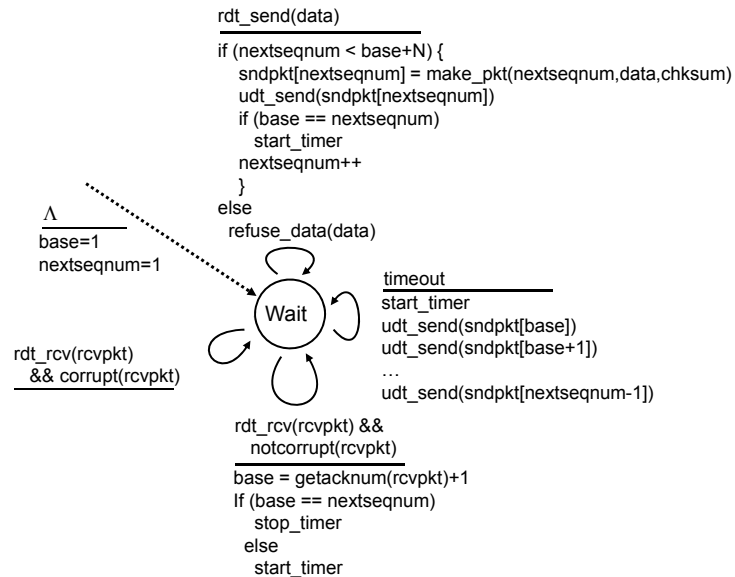 rdt_send(data)
if (nextseqnum < base+N) {
sndpkt[nextseqnum] = make_pkt(nextseqnum,data,chksum)
udt_send(sndpkt[nextseqnum])
if (base == nextseqnum)
start_timer
nextseqnum++
}
else
refuse_data(data)
Λ
base=1
nextseqnum=1
Wait
timeout
start_timer
udt_send(sndpkt[base])
udt_send(sndpkt[base+1])
…
udt_send(sndpkt[nextseqnum-1])
rdt_rcv(rcvpkt)
&& corrupt(rcvpkt)
rdt_rcv(rcvpkt) &&
notcorrupt(rcvpkt)
base = getacknum(rcvpkt)+1
If (base == nextseqnum)
stop_timer
else
start_timer